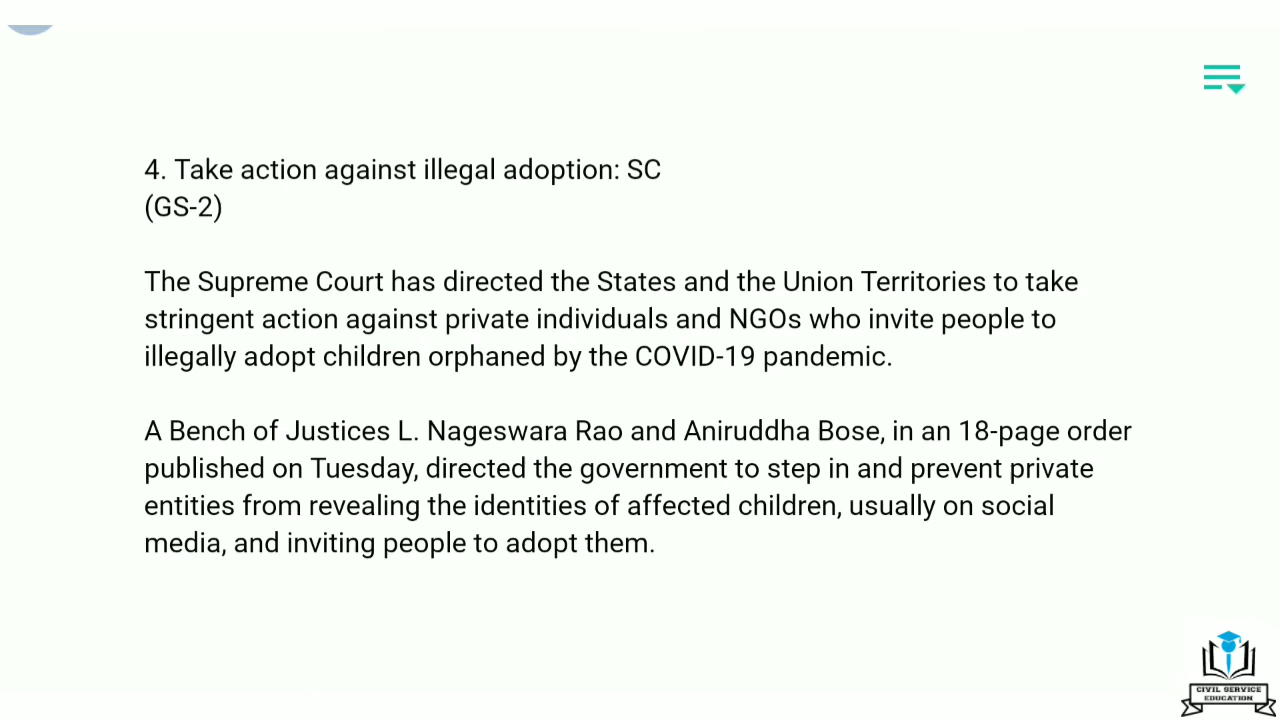 4. Take action against illegal adoption: SC
(GS-2)
The Supreme Court has directed the States and the Union Territories to take
stringent action against private individuals and NGOs who invite people to
illegally adopt children orphaned by the COVID-19 pandemic.
A Bench of Justices L. Nageswara Rao and Aniruddha Bose, in an 18-page order
published on Tuesday, directed the government to step in and prevent private
entities from revealing the identities of affected children, usually on social
media, and inviting people to adopt them.
CIVIL SERVICE
EDUCATION